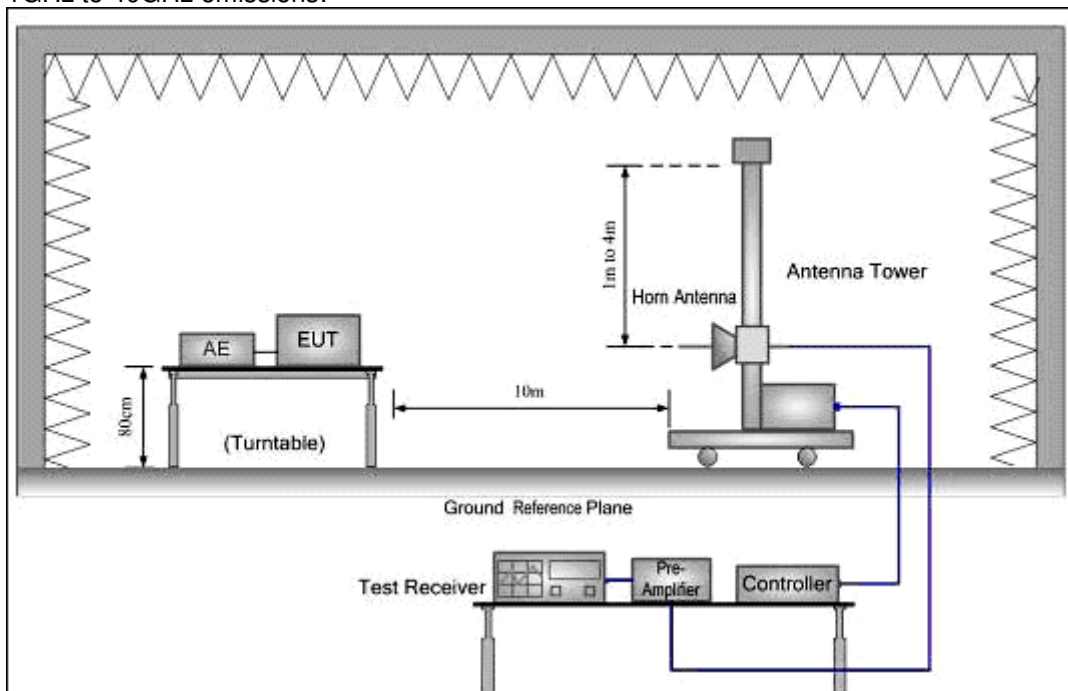 1GHz to 40GHz emissions:
1m to 4m
Antenna Tower
Horn Antenna
AE
EUT
10m
80cm
(Turntable)
Ground Reference Plane
Test Receiver
Pre-
Amplifier
Controller